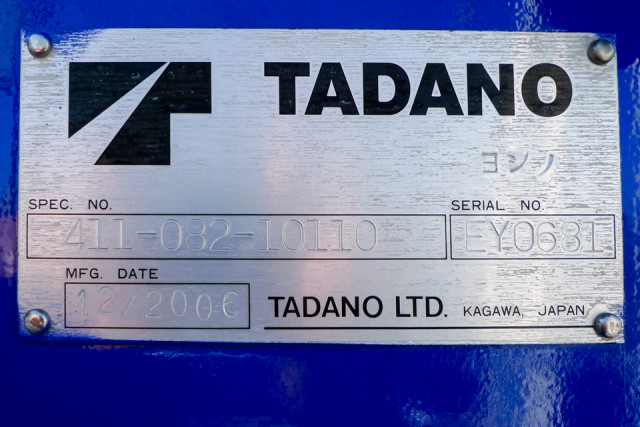 TADANO
ヨシノ
SPEC. NO.
SERIAL NO.
411-082-10110
EY0681
MFG. DATE
12/2006
TADANO LTD. KAGAWA, JAPAN